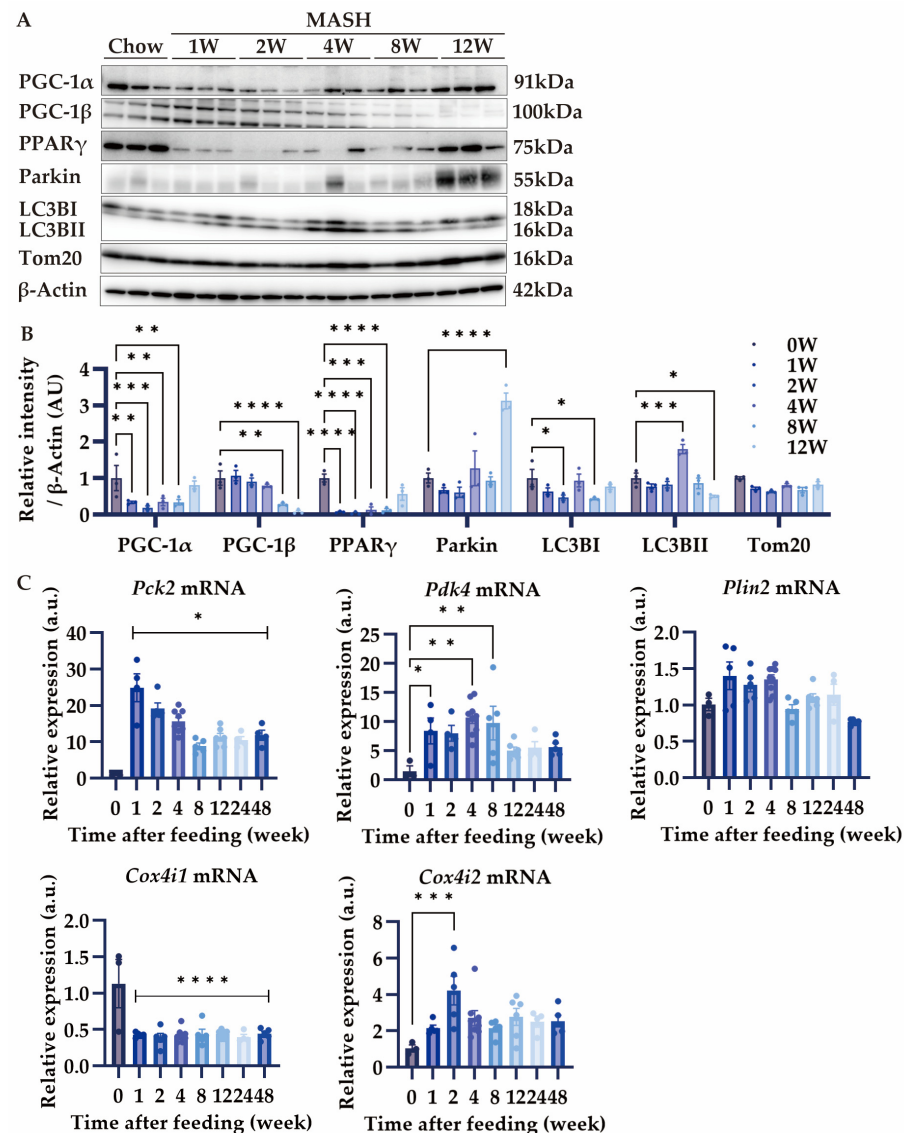 A
MASH
Chow 1W 2W 4W 8W 12W
PGC-1α 91kDa
PGC-1β 100kDa
PPARγ 75kDa
Parkin 55kDa
LC3BI 18kDa
LC3BII 16kDa
Tom20 16kDa
β-Actin 42kDa
B
Relative intensity
/ β-Actin (AU)
4
3
2
1
0
* *
* *
* * *
* *
* * * *
* *
* * * *
* * *
* * * *
* * * *
* * * *
*
*
*
* * *
0W
1W
2W
4W
8W
12W
PGC-1α PGC-1β PPARγ Parkin LC3BI LC3BII Tom20
C
Pck2 mRNA
Relative expression (a.u.)
40
30
20
10
0
*
0 1 2 4 8 122448
Time after feeding (week)
Pdk4 mRNA
Relative expression (a.u.)
25
20
15
10
5
0
* *
* *
*
0 1 2 4 8 122448
Time after feeding (week)
Plin2 mRNA
Relative expression (a.u.)
2.0
1.5
1.0
0.5
0.0
0 1 2 4 8 122448
Time after feeding (week)
Cox4i1 mRNA
Relative expression (a.u.)
2.0
1.5
1.0
0.5
0.0
* * * *
0 1 2 4 8 122448
Time after feeding (week)
Cox4i2 mRNA
Relative expression (a.u.)
8
6
4
2
0
* * *
0 1 2 4 8 122448
Time after feeding (week)